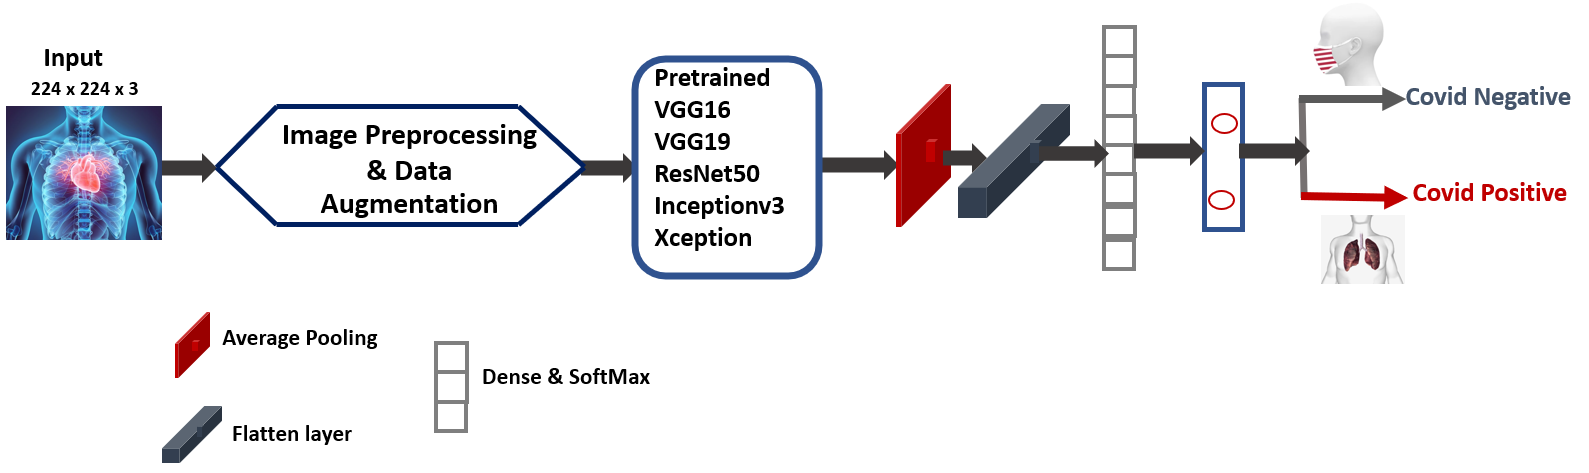 Input
224 x 224 x 3
Image Preprocessing
& Data
Augmentation
Pretrained
VGG16
VGG19
ResNet50
Inceptionv3
Xception
Covid Negative
Covid Positive
Average Pooling
Dense & SoftMax
Flatten layer